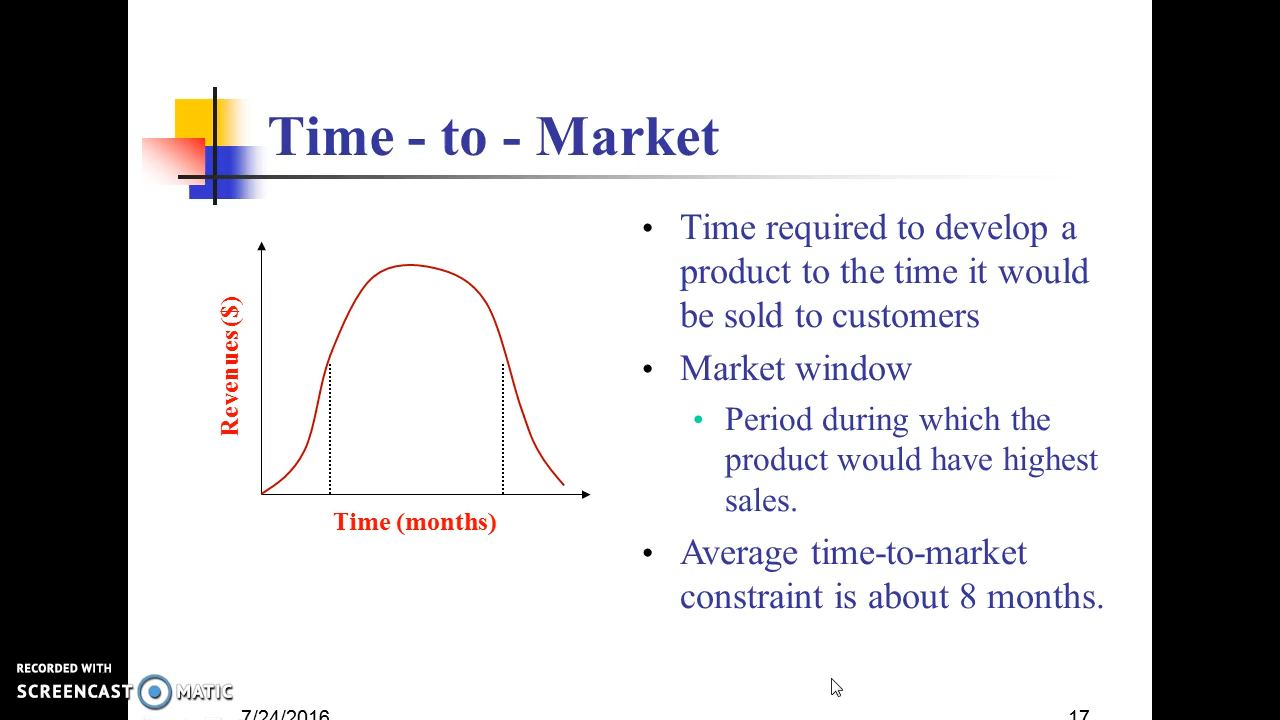 Time - to - Market
Revenues ($)
Time (months)
• Time required to develop a
product to the time it would
be sold to customers
• Market window
• Period during which the
product would have highest
sales.
• Average time-to-market
constraint is about 8 months.
RECORDED WITH
SCREENCAST MATIC
7/24/2016
17